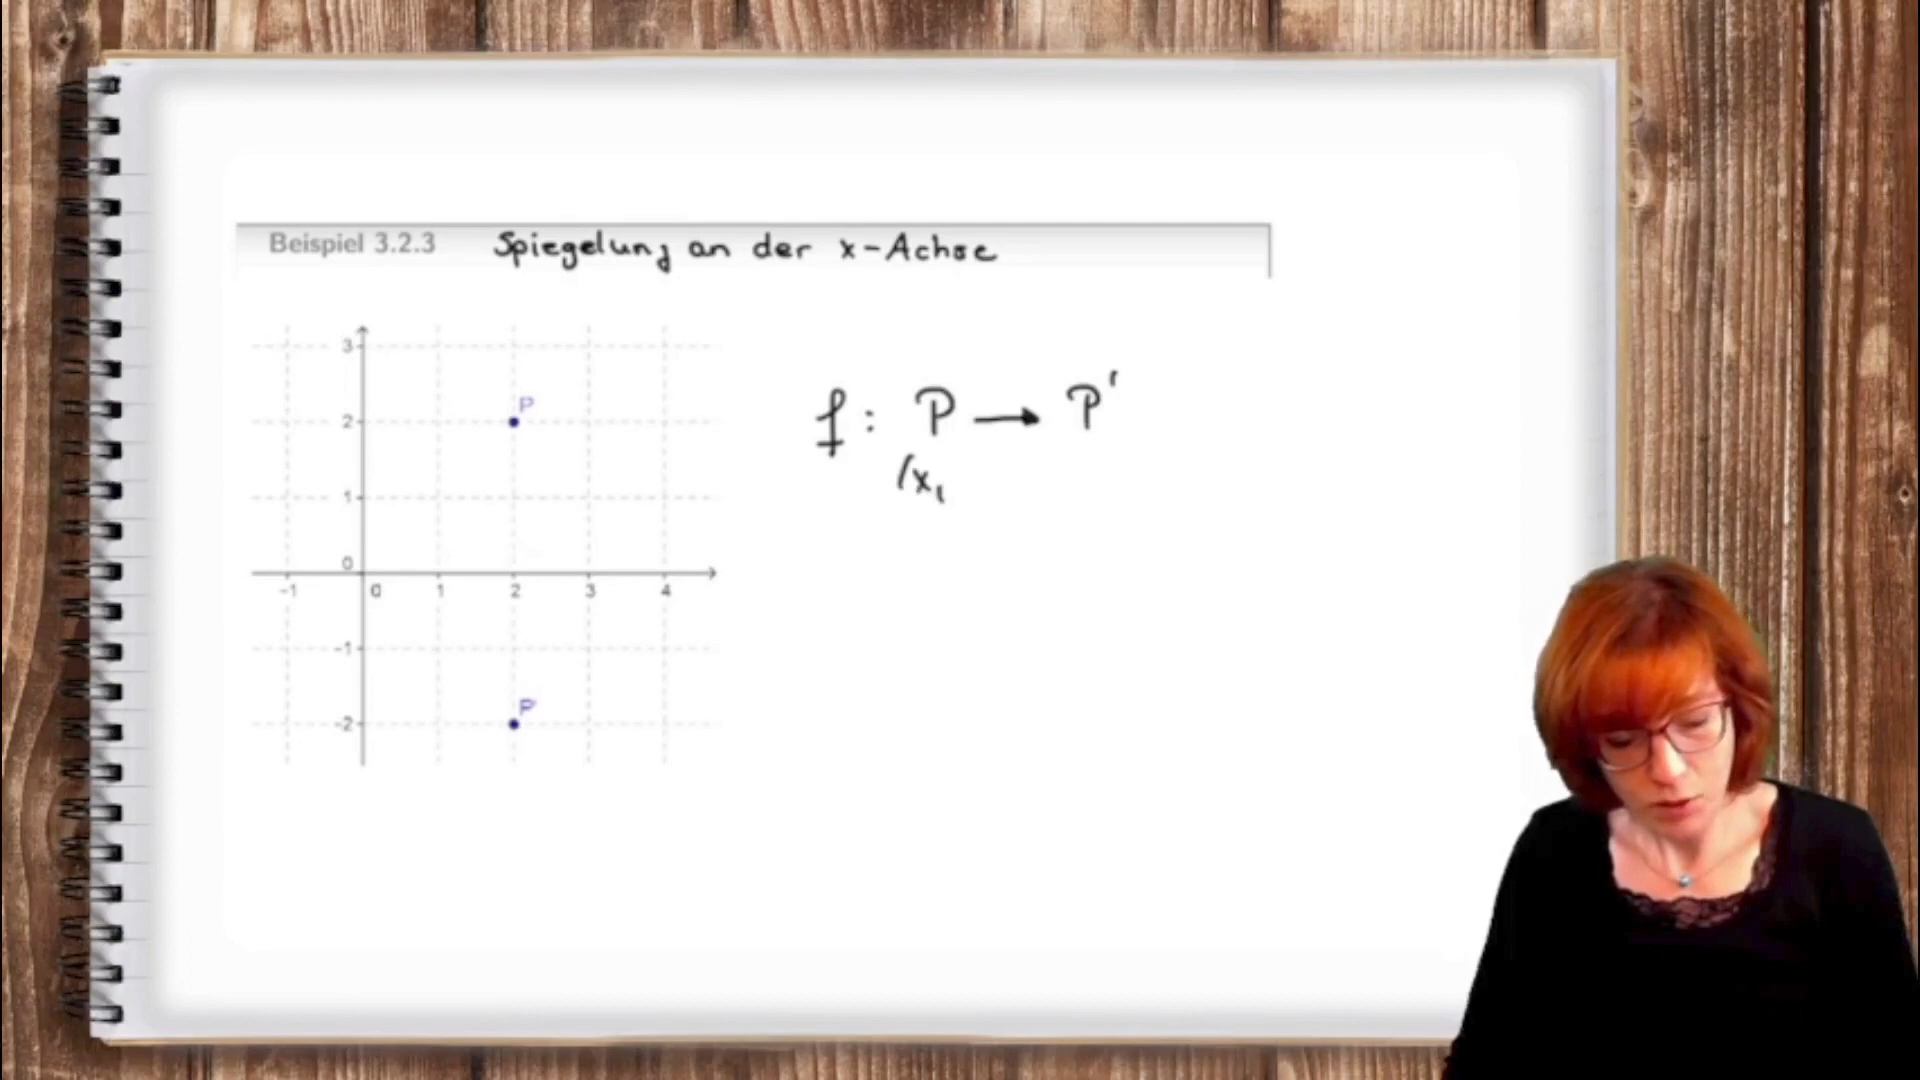 Beispiel 3.2.3 Spiegelung an der x-Achse
3
P
2
1
0
-1 0 1 2 3 4
-1
P'
-2
f: P → P'
(x₁